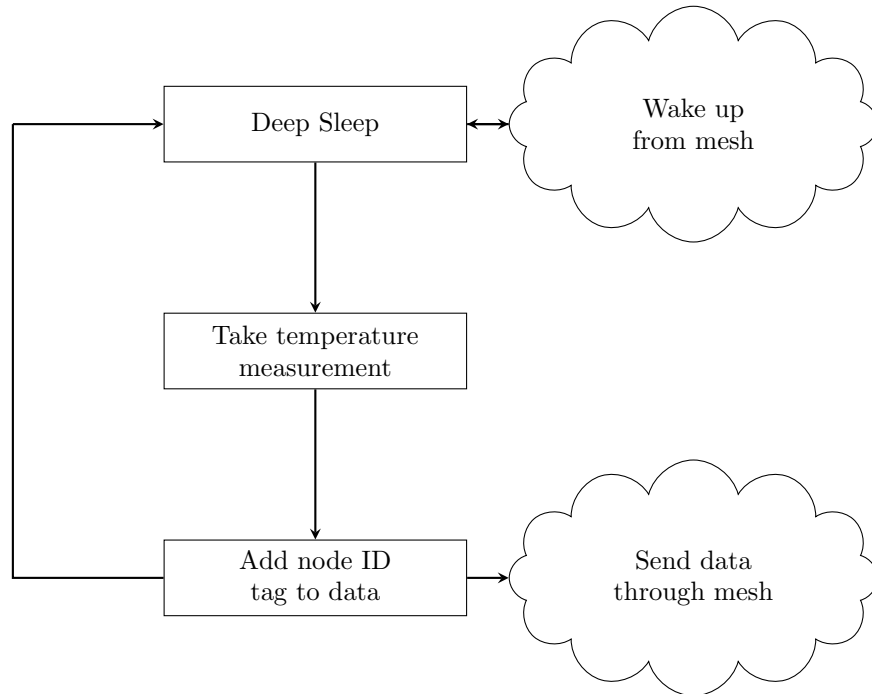 Deep Sleep
Wake up
from mesh
Take temperature
measurement
Add node ID
tag to data
Send data
through mesh